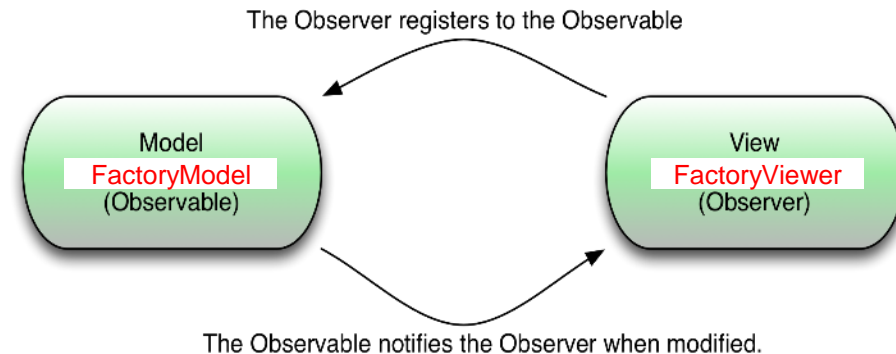 The Observer registers to the Observable
Model
FactoryModel
(Observable)
View
FactoryViewer
(Observer)
The Observable notifies the Observer when modified.